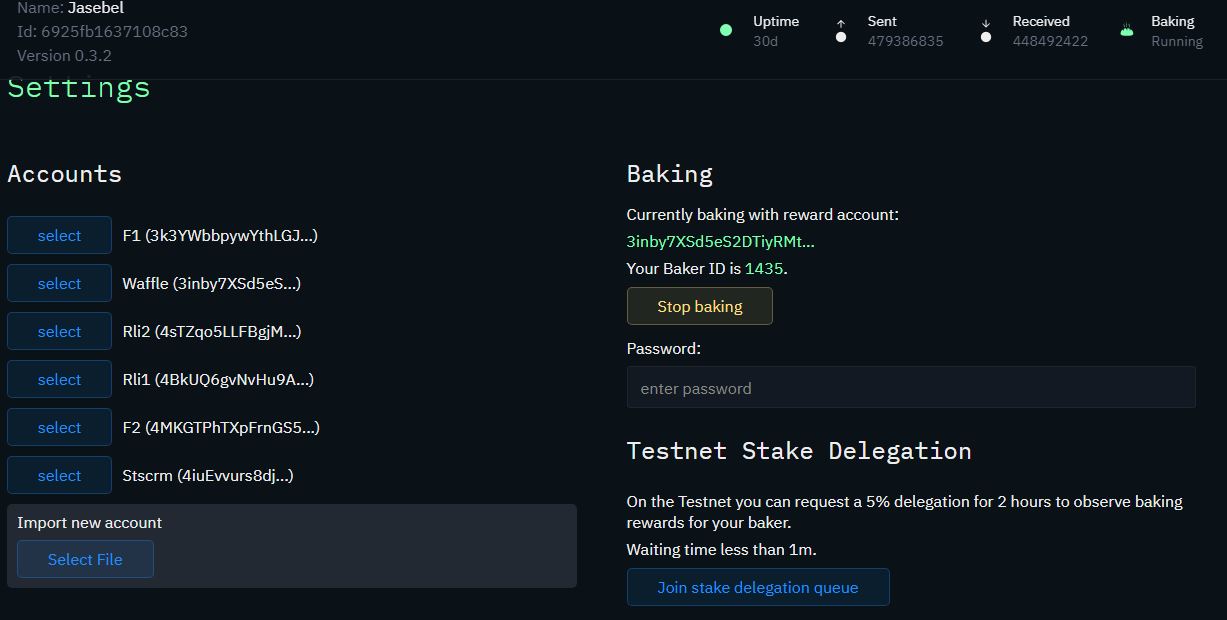 Name: Jasebel
Id: 6925fb1637108c83
Version 0.3.2
Uptime
30d
Sent
479386835
Received
448492422
Baking
Running
Settings
Accounts
select F1 (3k3YWbbpywYthLGJ...)
select Waffle (3inby7XSd5eS...)
select Rli2 (4sTZqo5LLFBgjM...)
select Rli1 (4BkUQ6gvNvHu9A...)
select F2 (4MKGTPhTXpFrnGS5...)
select Stscrm (4iuEvvurs8dj...)
Import new account
Select File
Baking
Currently baking with reward account:
3inby7XSd5eS2DTiyRMt...
Your Baker ID is 1435.
Stop baking
Password:
enter password
Testnet Stake Delegation
On the Testnet you can request a 5% delegation for 2 hours to observe baking
rewards for your baker.
Waiting time less than 1m.
Join stake delegation queue